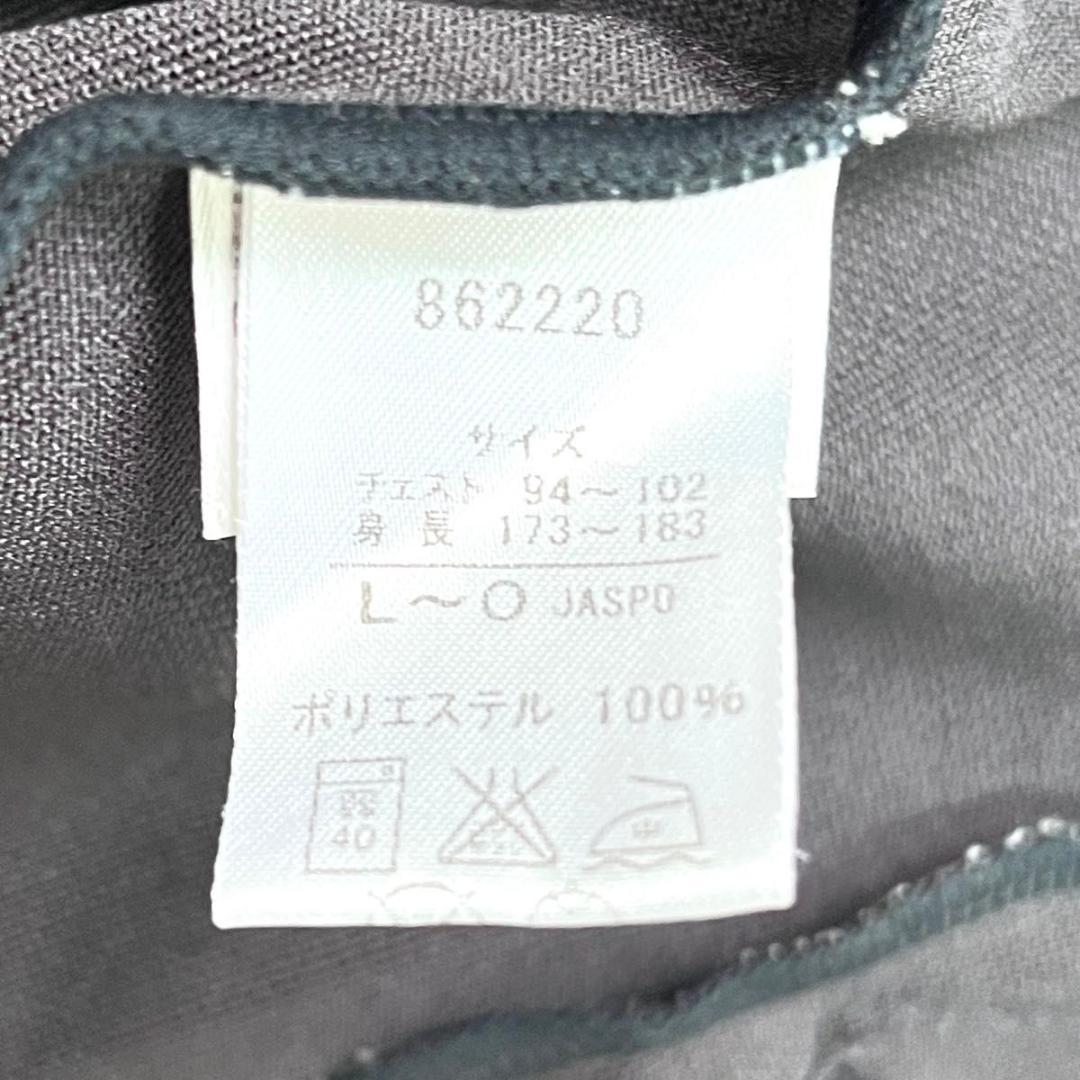 862220
サイズ
チェスト 94～102
身長 173～183
L～O JASPO
ポリエステル 100%
40
中